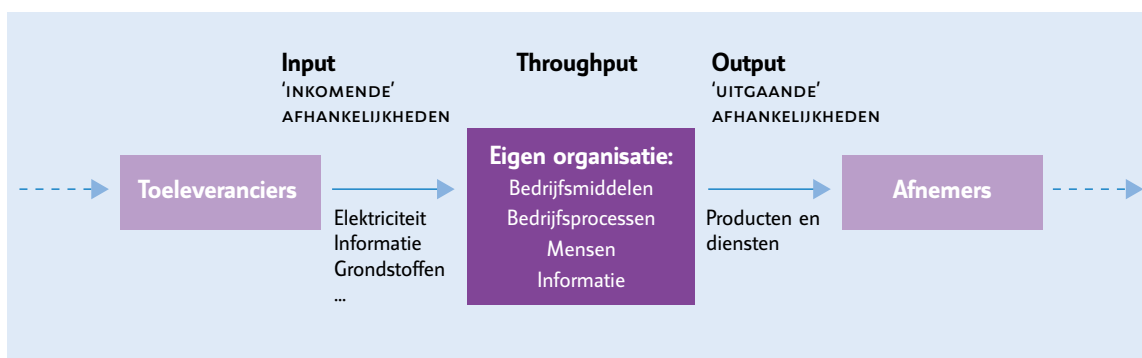 Input
'INKOMENDE'
AFHANKELIJKHEDEN
Throughput
Output
'UITGAANDE'
AFHANKELIJKHEDEN
Toeleveranciers
Elektriciteit
Informatie
Grondstoffen
...
Eigen organisatie:
Bedrijfsmiddelen
Bedrijfsprocessen
Mensen
Informatie
Producten en
diensten
Afnemers